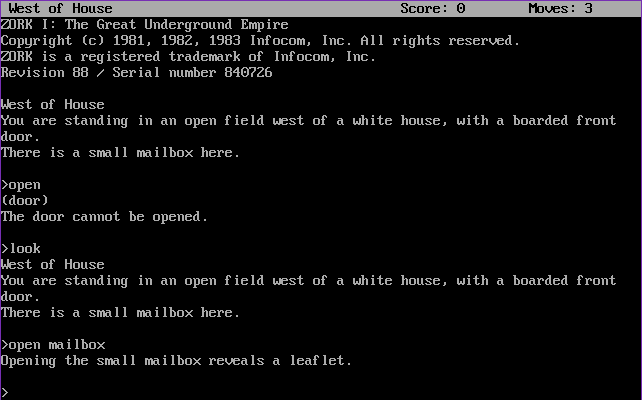 West of House Score: 0 Moves: 3
ZORK I: The Great Underground Empire
Copyright (c) 1981, 1982, 1983 Infocom, Inc. All rights reserved.
ZORK is a registered trademark of Infocom, Inc.
Revision 88 / Serial number 840726
West of House
You are standing in an open field west of a white house, with a boarded front
door.
There is a small mailbox here.
>open
(door)
The door cannot be opened.
>look
West of House
You are standing in an open field west of a white house, with a boarded front
door.
There is a small mailbox here.
>open mailbox
Opening the small mailbox reveals a leaflet.
>